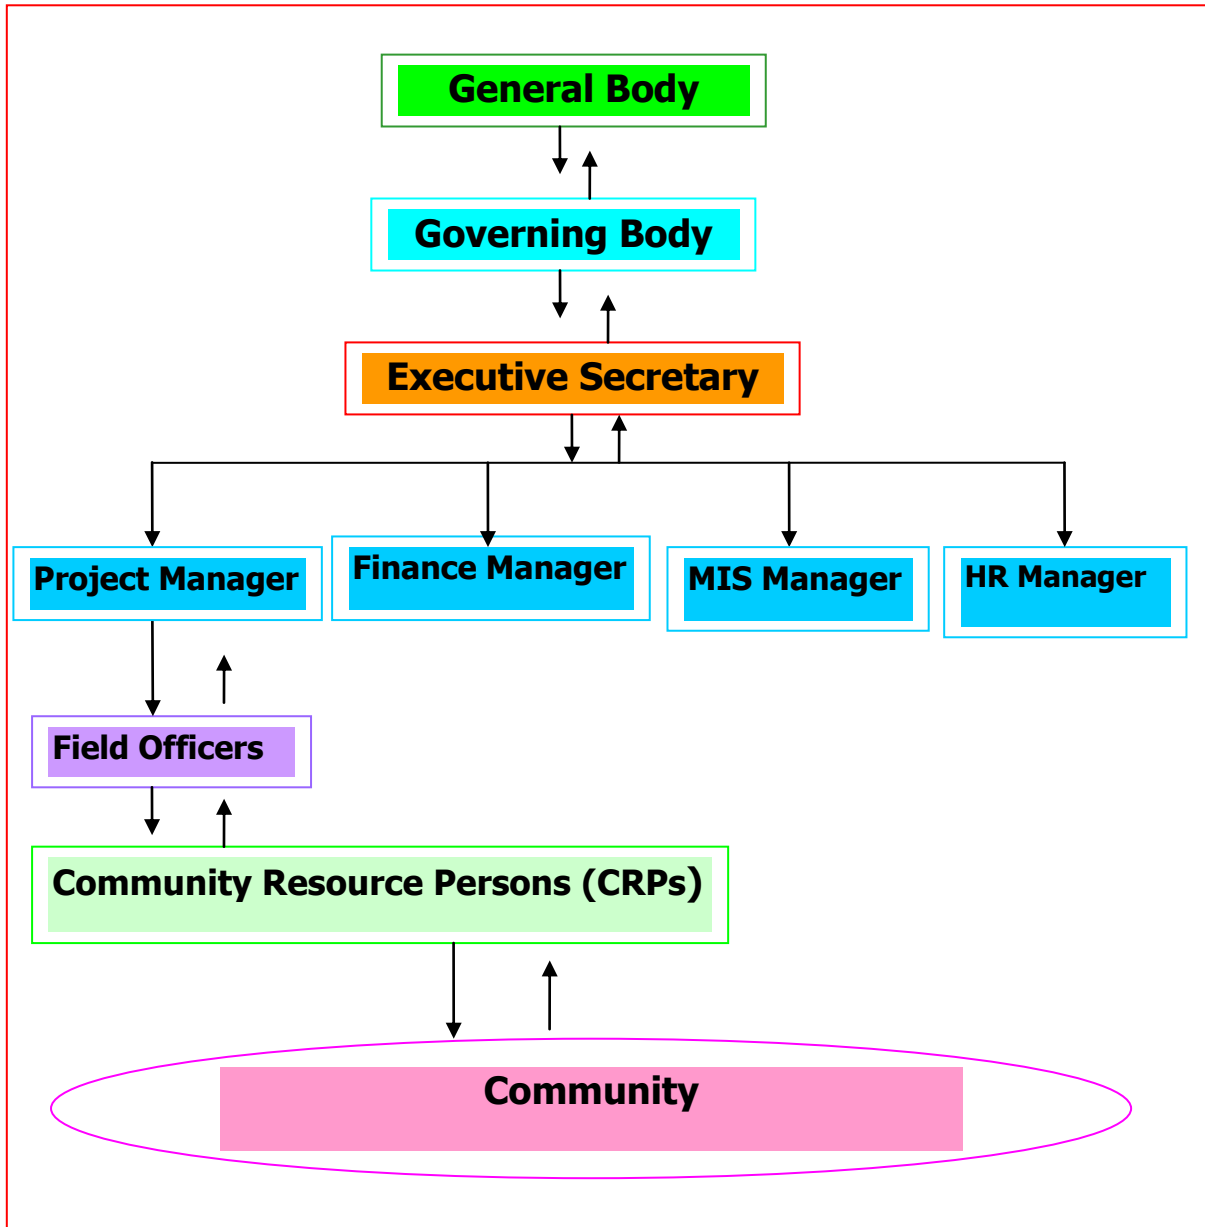 General Body
Governing Body
Executive Secretary
Project Manager
Finance Manager
MIS Manager
HR Manager
Field Officers
Community Resource Persons (CRPs)
Community